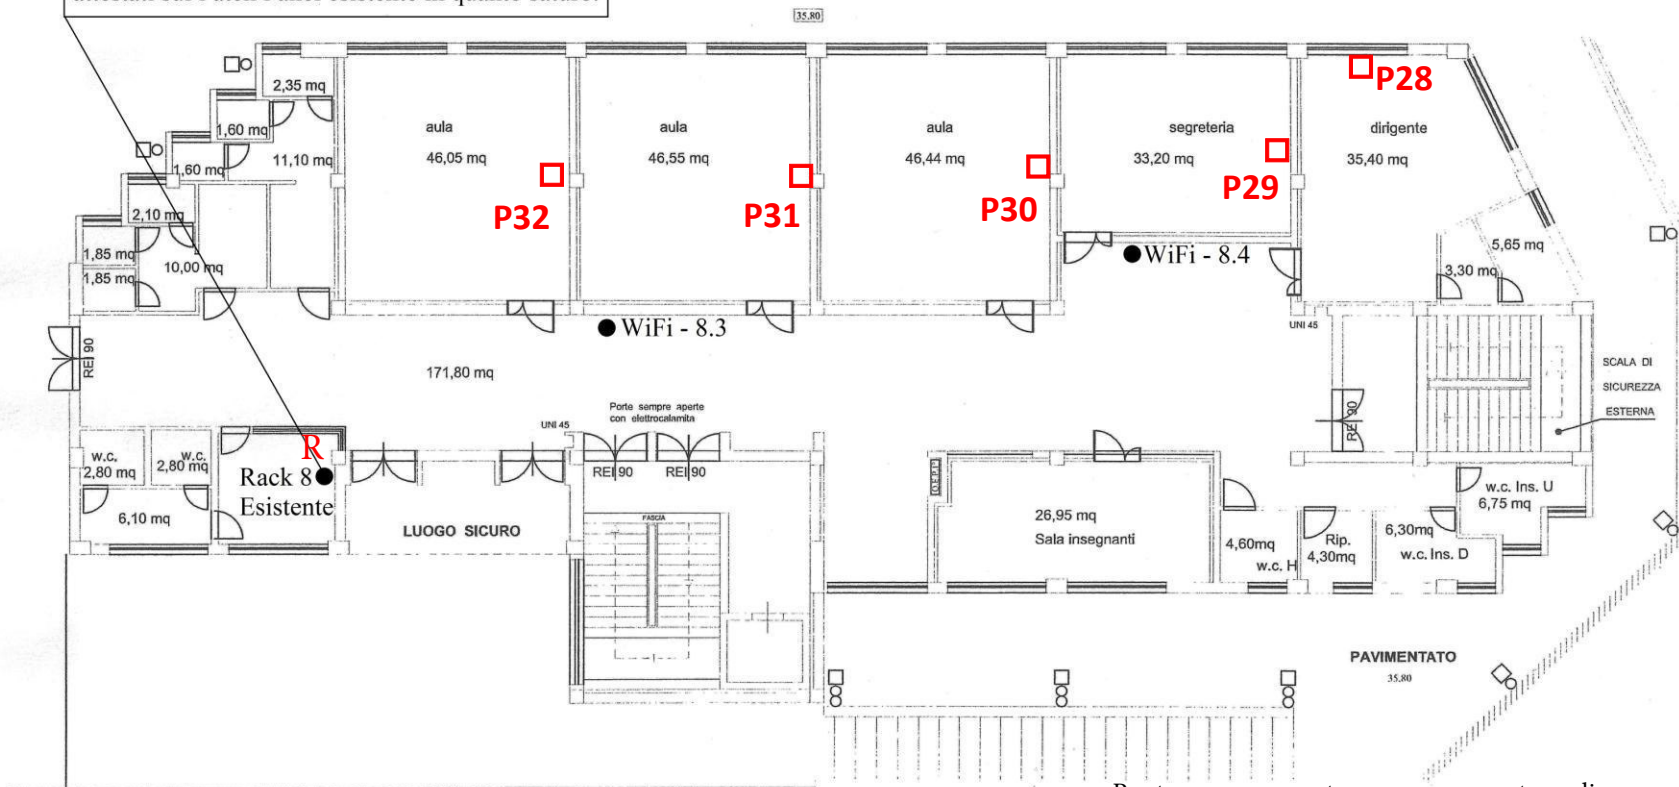 35.80
P28
2,35 mq
1,60 mq
11,10 mq
1,60 mq
2,10 mq
1,85 mq
1,85 mq
10,00 mq
aula
46,05 mq
P32
aula
46,55 mq
P31
aula
46,44 mq
P30
segreteria
33,20 mq
P29
dirigente
35,40 mq
5,65 mq
3,30 mq
WiFi - 8.4
WiFi - 8.3
UNI 45
REI 90
171,80 mq
Porte sempre aperte
con elettrocalamita
UNI 45
REI 90
REI 90
REI 90
SCALA DI
SICUREZZA
ESTERNA
w.c.
2,80 mq
w.c.
2,80 mq
R
Rack 8
Esistente
6,10 mq
LUOGO SICURO
FASCIA
26,95 mq
Sala insegnanti
4,60mq
w.c. H
Rip.
4,30mq
6,30mq
w.c. Ins. D
w.c. Ins. U
6,75 mq
PAVIMENTATO
35.80